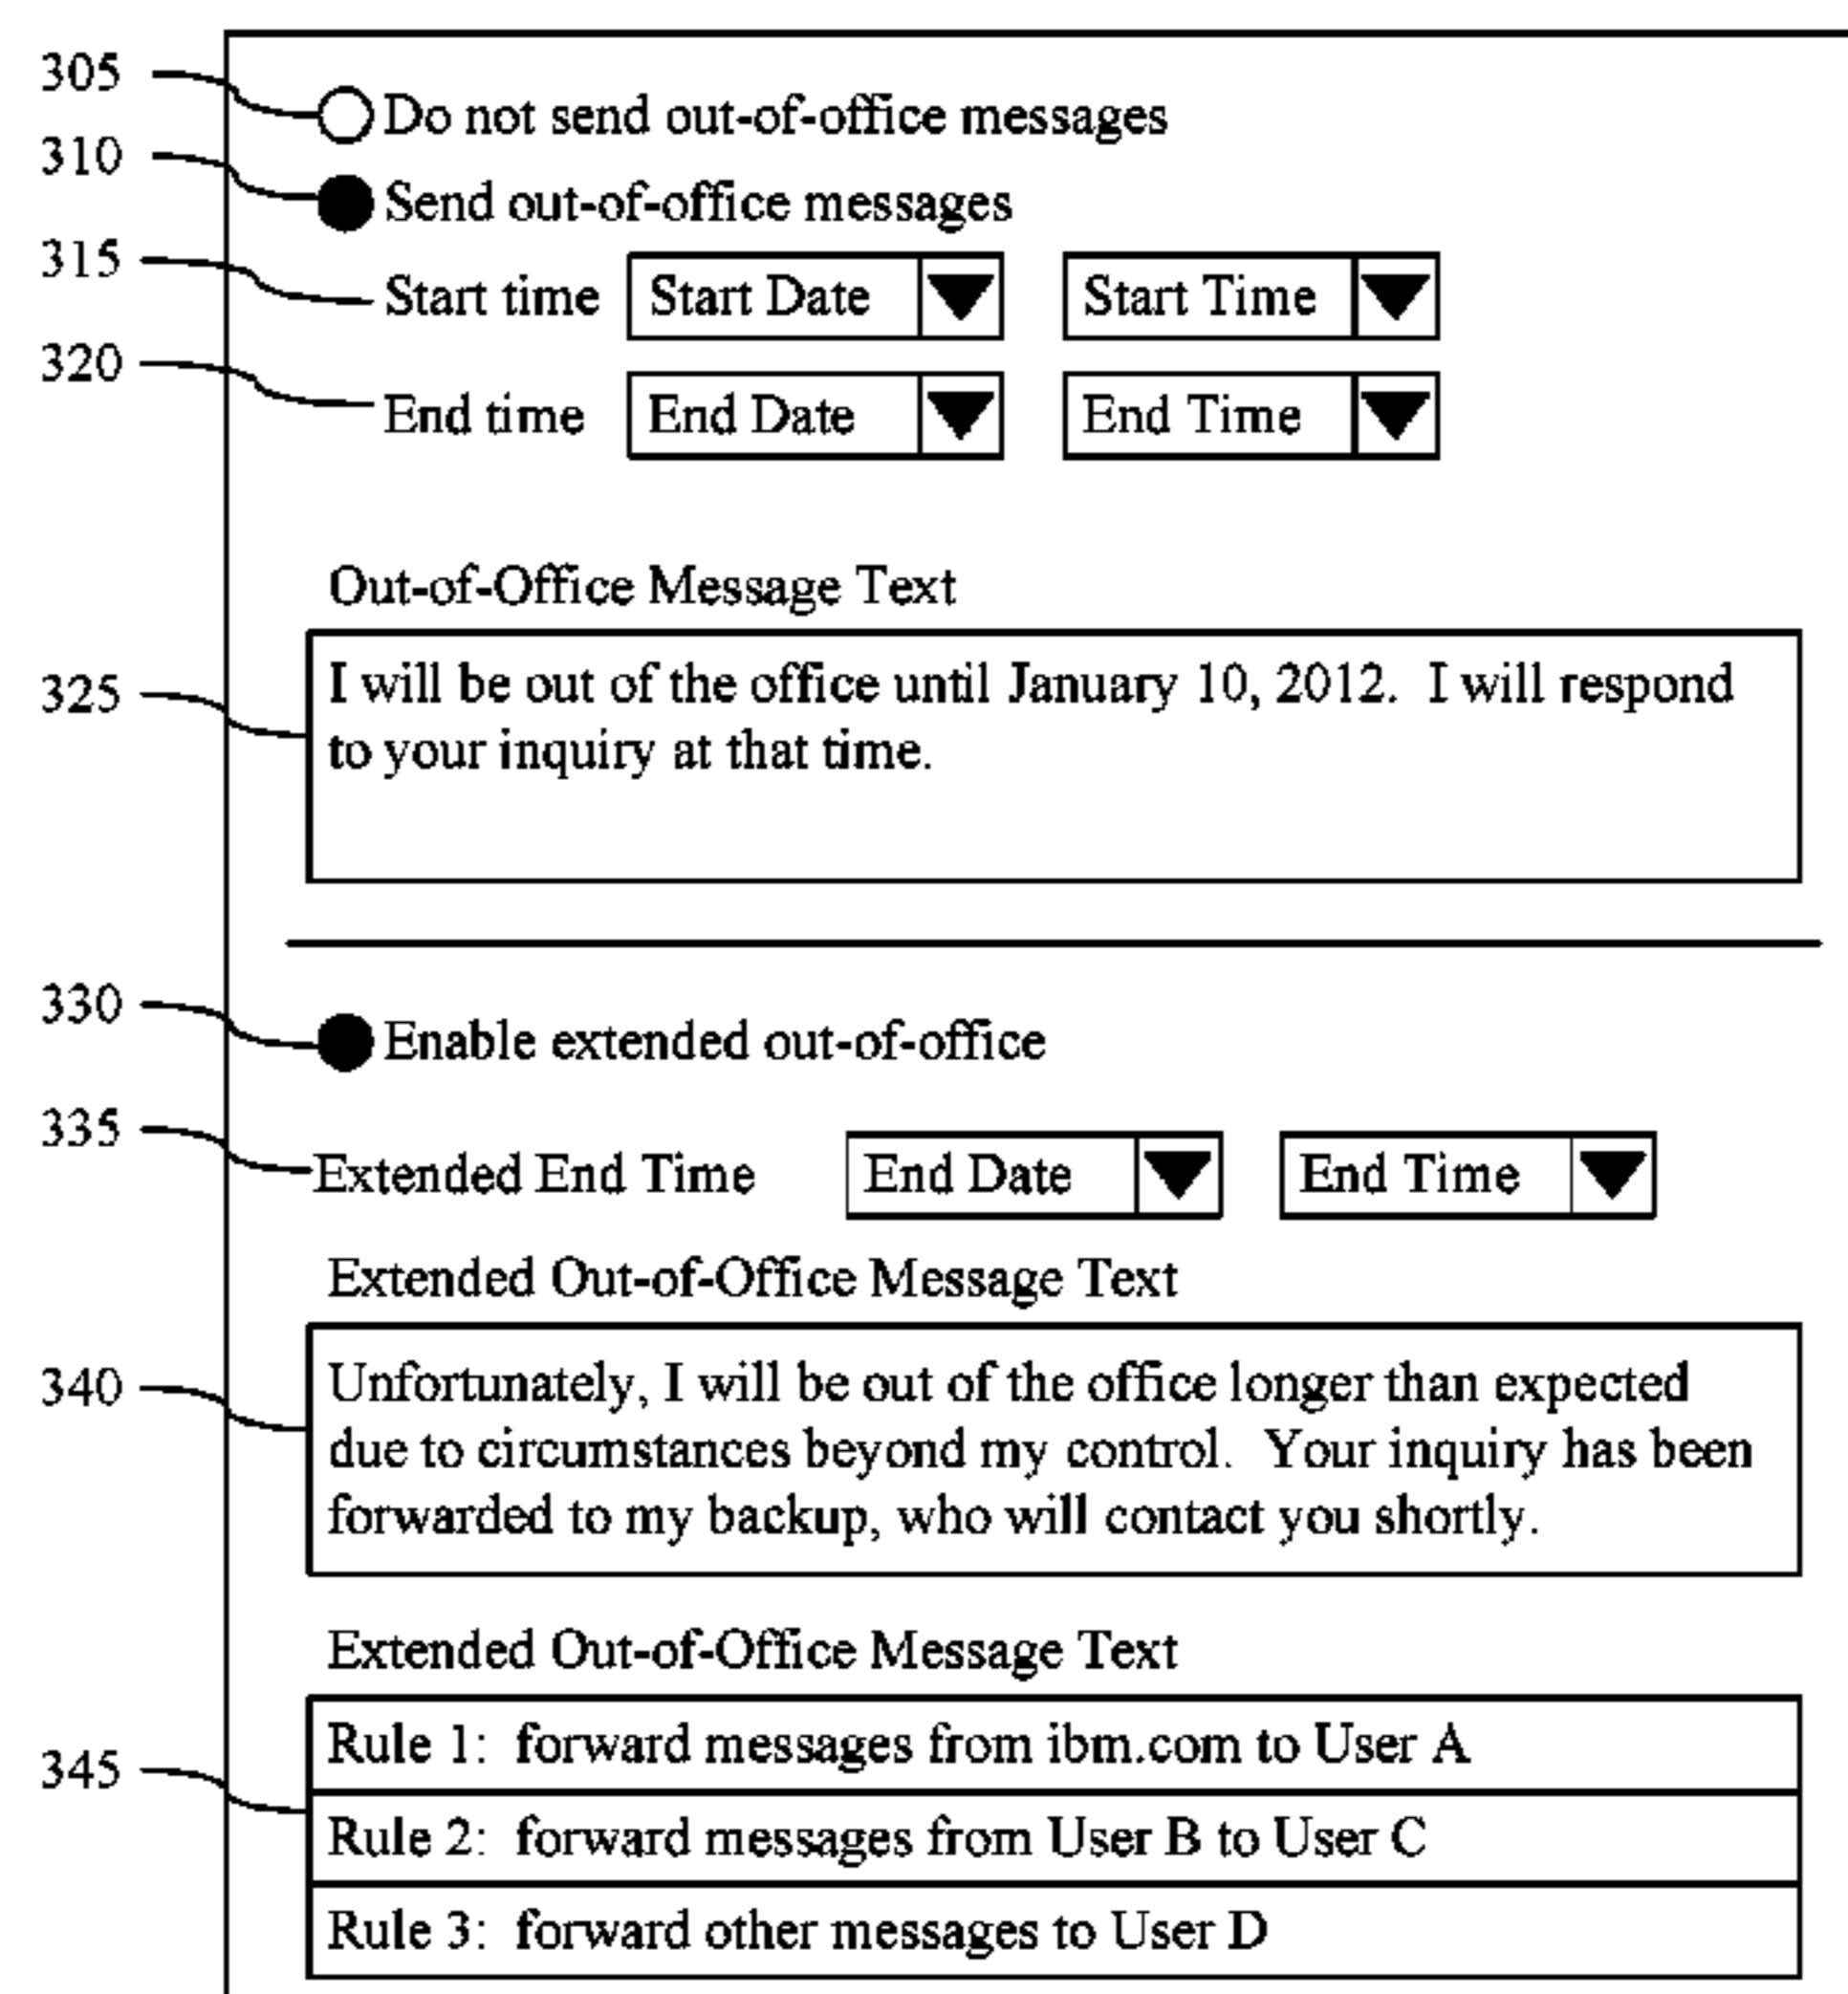 305
Do not send out-of-office messages
310
Send out-of-office messages
315
Start time Start Date Start Time
320
End time End Date End Time
Out-of-Office Message Text
325
I will be out of the office until January 10, 2012. I will respond
to your inquiry at that time.
330
Enable extended out-of-office
335
Extended End Time End Date End Time
Extended Out-of-Office Message Text
340
Unfortunately, I will be out of the office longer than expected
due to circumstances beyond my control. Your inquiry has been
forwarded to my backup, who will contact you shortly.
Extended Out-of-Office Message Text
345
Rule 1: forward messages from ibm.com to User A
Rule 2: forward messages from User B to User C
Rule 3: forward other messages to User D